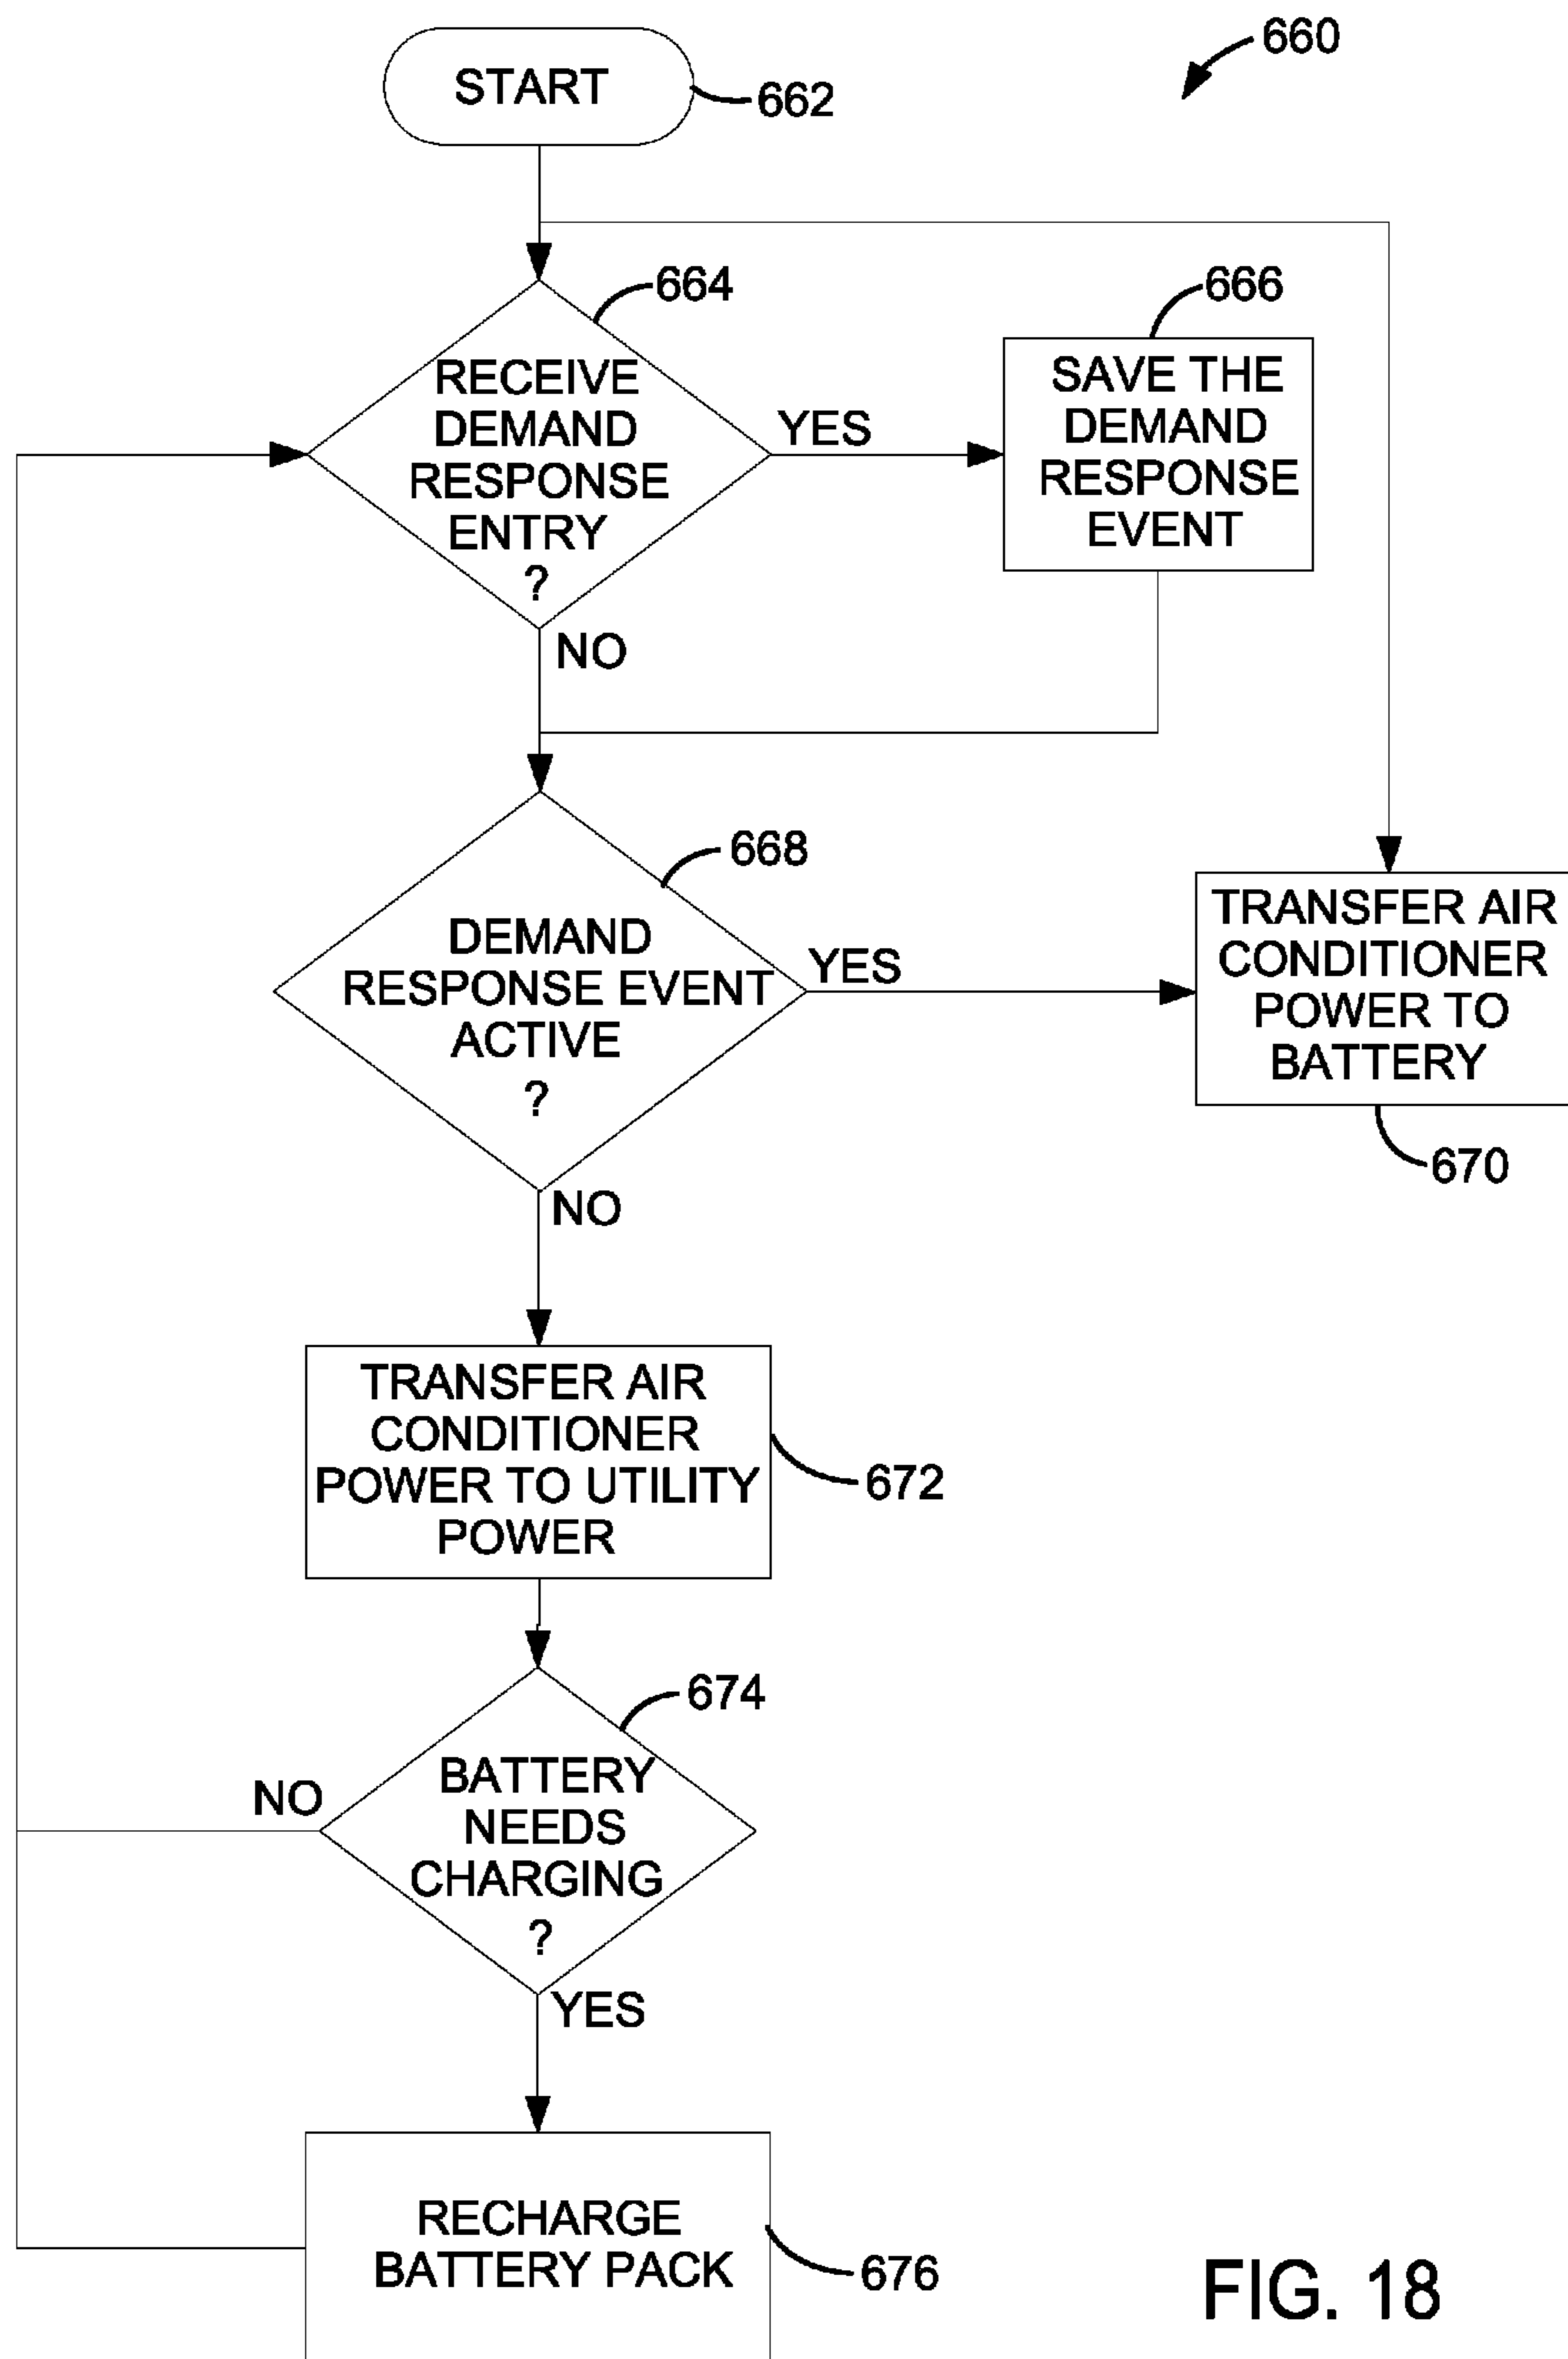 660
START
662
664
RECEIVE
DEMAND
RESPONSE
ENTRY
?
YES
666
SAVE THE
DEMAND
RESPONSE
EVENT
NO
668
DEMAND
RESPONSE EVENT
ACTIVE
?
YES
TRANSFER AIR
CONDITIONER
POWER TO
BATTERY
670
NO
TRANSFER AIR
CONDITIONER
POWER TO UTILITY
POWER
672
674
BATTERY
NEEDS
CHARGING
?
NO
YES
RECHARGE
BATTERY PACK
676
FIG. 18